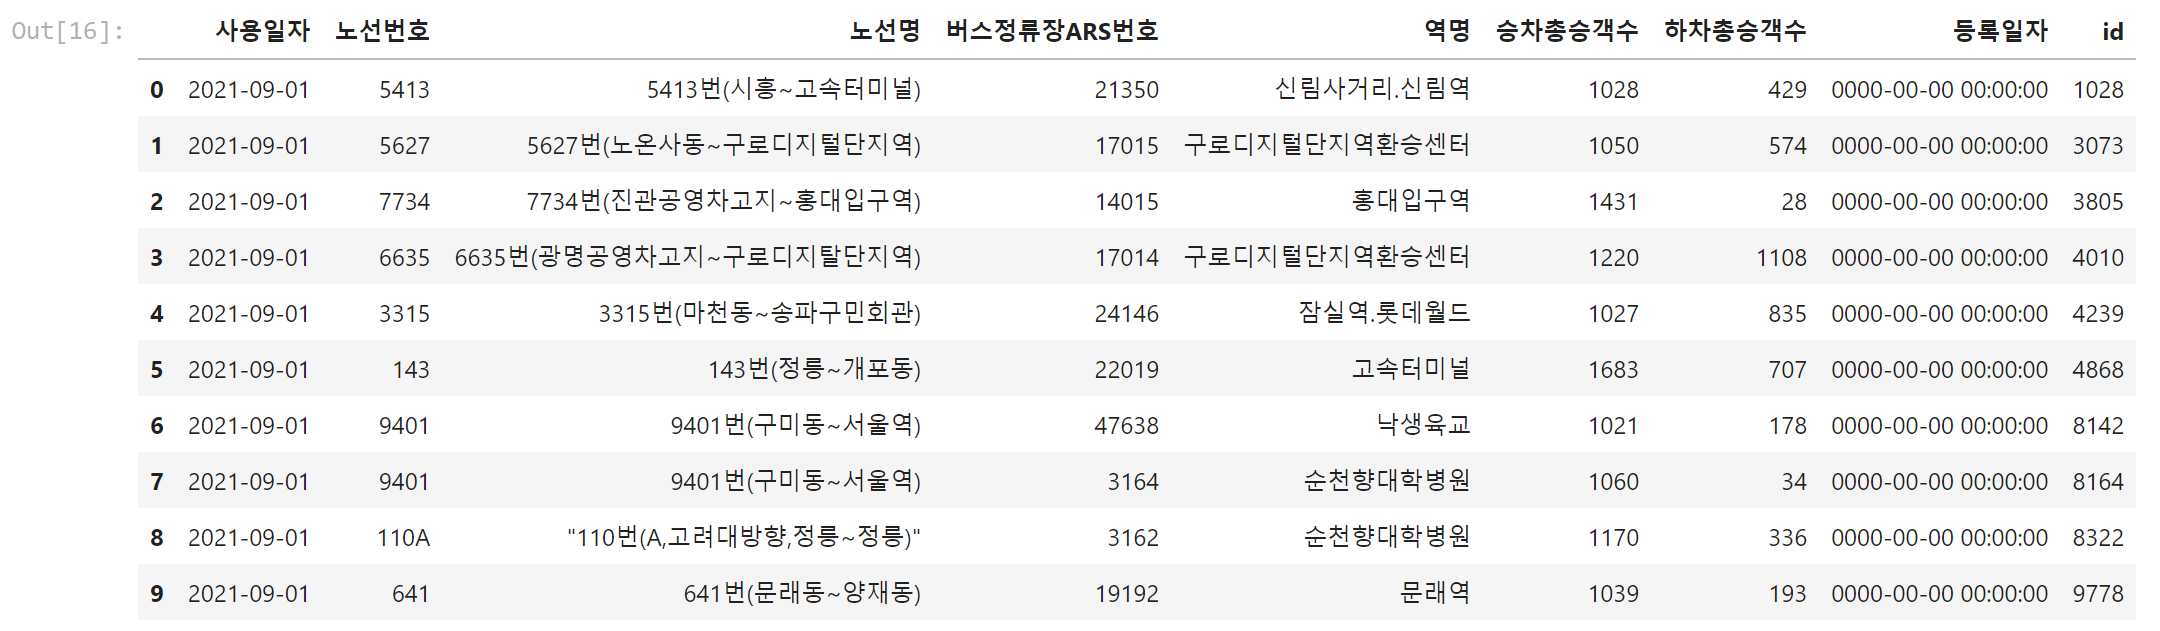 Out[16]:
사용일자 노선번호 노선명 버스정류장ARS번호 역명 승차총승객수 하차총승객수 등록일자 id
0 2021-09-01 5413 5413번(시흥~고속터미널) 21350 신림사거리.신림역 1028 429 0000-00-00 00:00:00 1028
1 2021-09-01 5627 5627번(노온사동~구로디지털단지역) 17015 구로디지털단지역환승센터 1050 574 0000-00-00 00:00:00 3073
2 2021-09-01 7734 7734번(진관공영차고지~홍대입구역) 14015 홍대입구역 1431 28 0000-00-00 00:00:00 3805
3 2021-09-01 6635 6635번(광명공영차고지~구로디지탈단지역) 17014 구로디지털단지역환승센터 1220 1108 0000-00-00 00:00:00 4010
4 2021-09-01 3315 3315번(마천동~송파구민회관) 24146 잠실역.롯데월드 1027 835 0000-00-00 00:00:00 4239
5 2021-09-01 143 143번(정릉~개포동) 22019 고속터미널 1683 707 0000-00-00 00:00:00 4868
6 2021-09-01 9401 9401번(구미동~서울역) 47638 낙생육교 1021 178 0000-00-00 00:00:00 8142
7 2021-09-01 9401 9401번(구미동~서울역) 3164 순천향대학병원 1060 34 0000-00-00 00:00:00 8164
8 2021-09-01 110A "110번(A,고려대방향,정릉~정릉)" 3162 순천향대학병원 1170 336 0000-00-00 00:00:00 8322
9 2021-09-01 641 641번(문래동~양재동) 19192 문래역 1039 193 0000-00-00 00:00:00 9778